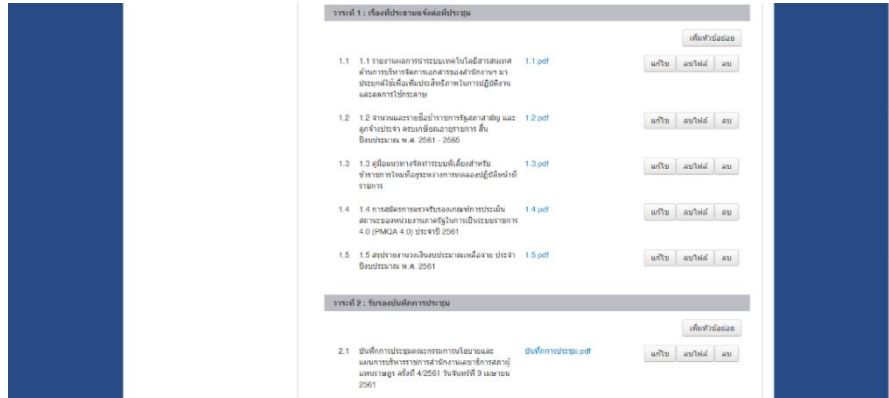 วาระที่ 1 : เรื่องที่ประธานแจ้งต่อที่ประชุม
เพิ่มหัวข้อย่อย
1.1 1.1 รายงานผลการนำระบบเทคโนโลยีสารสนเทศ 1.1.pdf แก้ไข ลบไฟล์ ลบ
ด้านการบริหารจัดการเอกสารของสำนักงานฯ มา
ประยุกต์ใช้เพื่อเพิ่มประสิทธิภาพในการปฏิบัติงาน
และลดการใช้กระดาษ
1.2 1.2 จำนวนและรายชื่อข้าราชการรัฐสภาสามัญ และ 1.2.pdf แก้ไข ลบไฟล์ ลบ
ลูกจ้างประจำ ครบเกษียณอายุราชการ สิ้น
ปีงบประมาณ พ.ศ. 2561 - 2565
1.3 1.3 คู่มือแนวทางจัดทำระบบพี่เลี้ยงสำหรับ 1.3.pdf แก้ไข ลบไฟล์ ลบ
ข้าราชการใหม่ที่อยู่ระหว่างการทดลองปฏิบัติหน้าที่
ราชการ
1.4 1.4 การสมัครการตรวจรับรองเกณฑ์การประเมิน 1.4.pdf แก้ไข ลบไฟล์ ลบ
สถานะของหน่วยงานภาครัฐในการเป็นระบบราชการ
4.0 (PMQA 4.0) ประจำปี 2561
1.5 1.5 สรุปรายงานวงเงินงบประมาณเหลือจ่าย ประจำ 1.5.pdf แก้ไข ลบไฟล์ ลบ
ปีงบประมาณ พ.ศ. 2561
วาระที่ 2 : รับรองบันทึกการประชุม
เพิ่มหัวข้อย่อย
2.1 บันทึกการประชุมคณะกรรมการนโยบายและ บันทึกการประชุม.pdf แก้ไข ลบไฟล์ ลบ
แผนการบริหารราชการสำนักงานเลขาธิการสภาผู้
แทนราษฎร ครั้งที่ 4/2561 วันจันทร์ที่ 9 เมษายน
2561